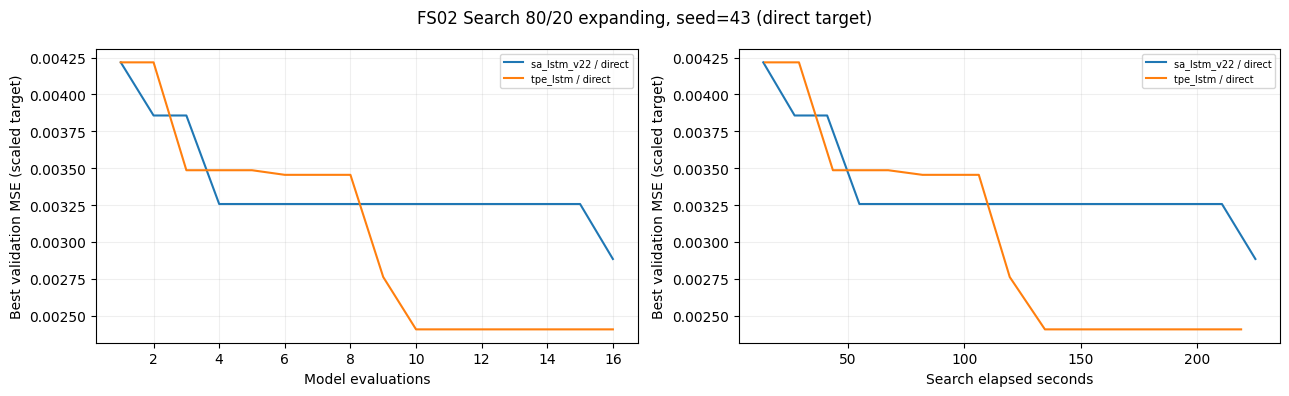 FS02 Search 80/20 expanding, seed=43 (direct target)
Best validation MSE (scaled target)
0.00425
0.00400
0.00375
0.00350
0.00325
0.00300
0.00275
0.00250
sa_lstm_v22 / direct
tpe_lstm / direct
2 4 6 8 10 12 14 16
Model evaluations
Best validation MSE (scaled target)
0.00425
0.00400
0.00375
0.00350
0.00325
0.00300
0.00275
0.00250
sa_lstm_v22 / direct
tpe_lstm / direct
50 100 150 200
Search elapsed seconds